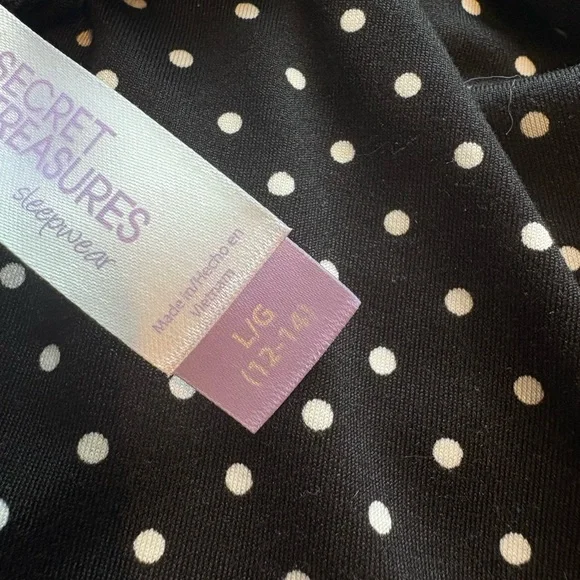 SECRET
TREASURES
sleepwear
Made in/Hecho en
Vietnam
L/G
(12-14)